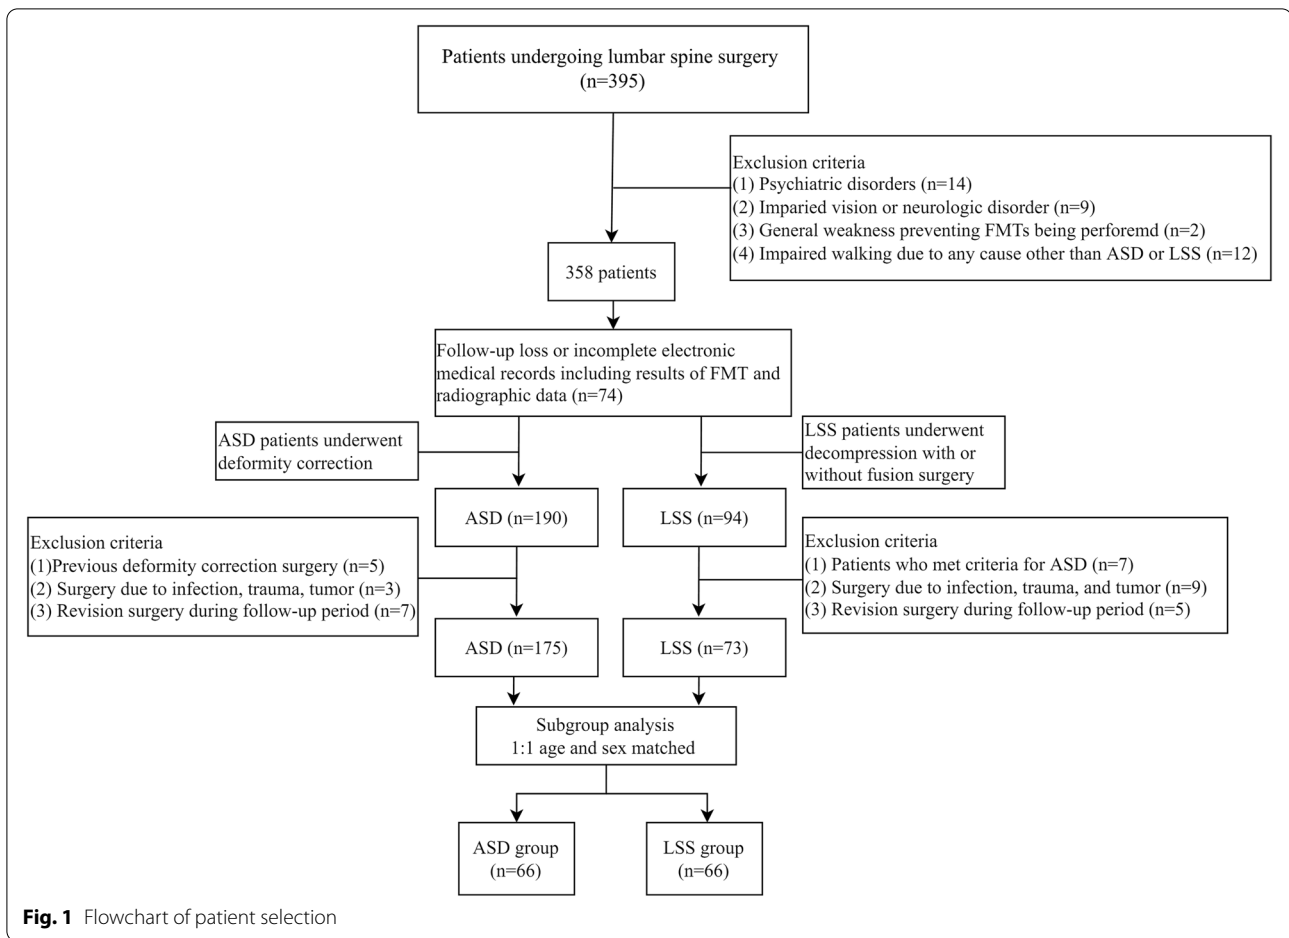 Patients undergoing lumbar spine surgery
(n=395)
Exclusion criteria
(1) Psychiatric disorders (n=14)
(2) Imparied vision or neurologic disorder (n=9)
(3) General weakness preventing FMTs being perforemd (n=2)
(4) Impaired walking due to any cause other than ASD or LSS (n=12)
358 patients
Follow-up loss or incomplete electronic
medical records including results of FMT and
radiographic data (n=74)
ASD patients underwent
deformity correction
LSS patients underwent
decompression with or
without fusion surgery
ASD (n=190)
LSS (n=94)
Exclusion criteria
(1)Previous deformity correction surgery (n=5)
(2) Surgery due to infection, trauma, tumor (n=3)
(3) Revision surgery during follow-up period (n=7)
Exclusion criteria
(1) Patients who met criteria for ASD (n=7)
(2) Surgery due to infection, trauma, and tumor (n=9)
(3) Revision surgery during follow-up period (n=5)
ASD (n=175)
LSS (n=73)
Subgroup analysis
1:1 age and sex matched
ASD group
(n=66)
LSS group
(n=66)
Fig. 1 Flowchart of patient selection